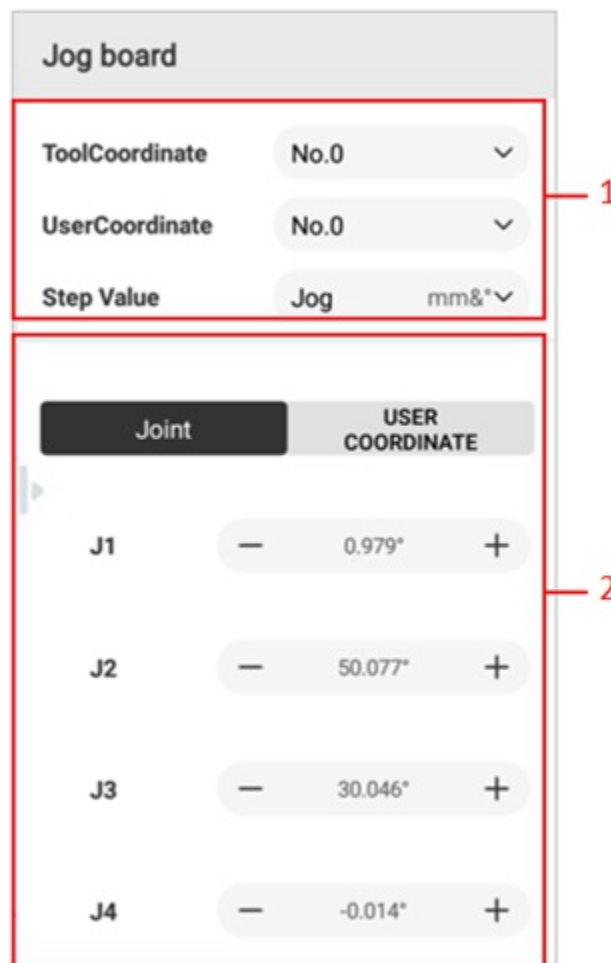 Jog board
ToolCoordinate No.0
1
UserCoordinate No.0
Step Value Jog mm&°
Joint USER
COORDINATE
J1 − 0.979° +
2
J2 − 50.077° +
J3 − 30.046° +
J4 − -0.014° +